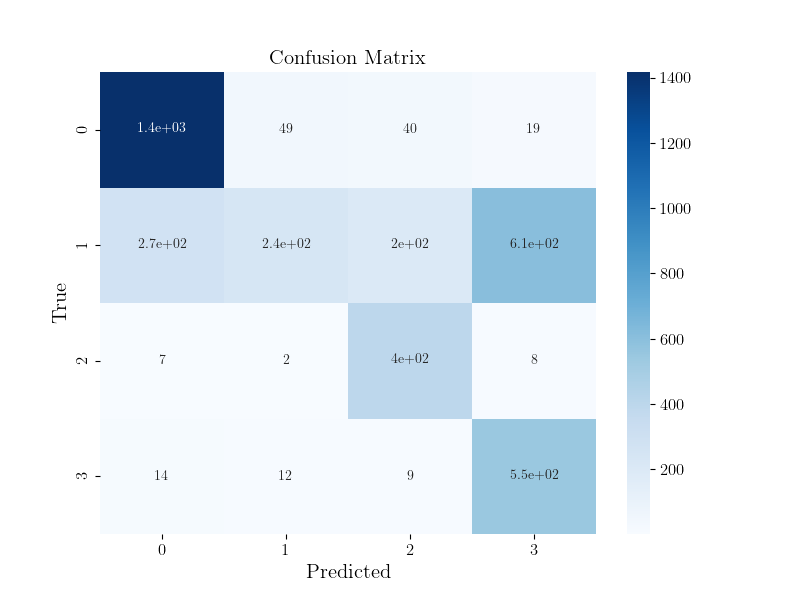 Confusion Matrix
0 1.4e+03 49 40 19
1 2.7e+02 2.4e+02 2e+02 6.1e+02
2 7 2 4e+02 8
3 14 12 9 5.5e+02
0 1 2 3
Predicted
True
1400
1200
1000
800
600
400
200